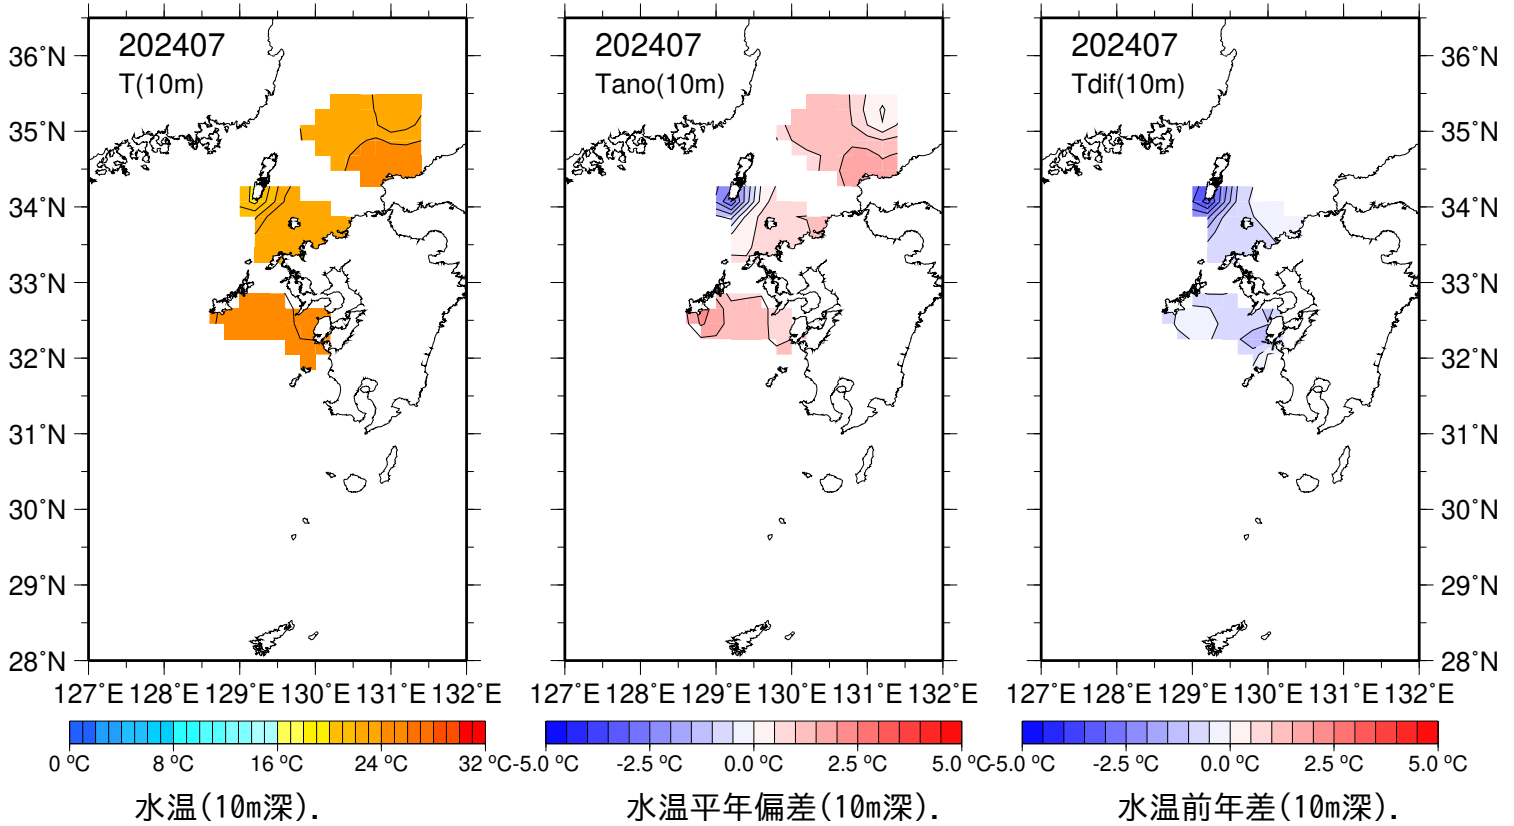 202407
T(10m)
202407
Tano(10m)
202407
Tdif(10m)
36°N
35°N
34°N
33°N
32°N
31°N
30°N
29°N
28°N
36°N
35°N
34°N
33°N
32°N
31°N
30°N
29°N
28°N
127°E 128°E 129°E 130°E 131°E 132°E
127°E 128°E 129°E 130°E 131°E 132°E
127°E 128°E 129°E 130°E 131°E 132°E
0 °C 8 °C 16 °C 24 °C 32 °C
-5.0 °C -2.5 °C 0.0 °C 2.5 °C 5.0 °C
-5.0 °C -2.5 °C 0.0 °C 2.5 °C 5.0 °C
水温(10m深).
水温平年偏差(10m深).
水温前年差(10m深).